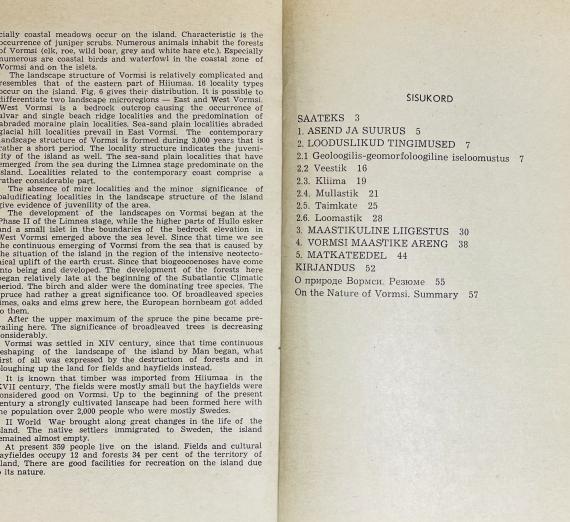 cially coastal meadows occur on the island. Characteristic is the
occurrence of juniper scrubs. Numerous animals inhabit the forests
of Vormsi (elk, roe, wild boar, grey and white hare etc.). Especially
numerous are coastal birds and waterfowl in the coastal zone of
Vormsi and on the islets.
The landscape structure of Vormsi is relatively complicated and
resembles that of the eastern part of Hiiumaa. 16 locality types
occur on the island. Fig. 6 gives their distribution. It is possible to
differentiate two landscape microregions — East and West Vormsi.
West Vormsi is a bedrock outcrop causing the occurrence of
alvar and single beach ridge localities and the predomination of
abraded moraine plain localities. Sea-sand plain localities abraded
glacial hill localities prevail in East Vormsi. The contemporary
landscape structure of Vormsi is formed during 3,000 years that is
rather a short period. The locality structure indicates the juveni-
lity of the island as well. The sea-sand plain localities that have
emerged from the sea during the Limnea stage predominate on the
island. Localities related to the contemporary coast comprise a
rather considerable part.
The absence of mire localities and the minor significance of
paludificating localities in the landscape structure of the island
give evidence of juvenility of the area.
The development of the landscapes on Vormsi began at the
Phase II of the Limnea stage, while the higher parts of Hullo esker
and a small islet in the boundaries of the bedrock elevation in
West Vormsi emerged above the sea level. Since that time we see
the continuous emerging of Vormsi from the sea that is caused by
the situation of the island in the region of the intensive neotecto-
nical uplift of the earth crust. Since that biogeocoenoses have come
into being and developed. The development of the forests here
began relatively late at the beginning of the Subatlantic Climatic
period. The birch and alder were the dominating tree species. The
spruce had rather a great significance too. Of broadleaved species
limes, oaks and elms grew here, the European hornbeam got added
to them.
After the upper maximum of the spruce the pine became pre-
vailing here. The significance of broadleaved trees is decreasing
considerably.
Vormsi was settled in XIV century, since that time continuous
reshaping of the landscape of the island by Man began, what
first of all was expressed by the destruction of forests and in
ploughing up the land for fields and hayfields instead.
It is known that timber was imported from Hiiumaa in the
XVII century. The fields were mostly small but the hayfields were
considered good on Vormsi. Up to the beginning of the present
century a strongly cultivated lanscape had been formed here with
the population over 2,000 people who were mostly Swedes.
II World War brought along great changes in the life of the
island. The native settlers immigrated to Sweden, the island
remained almost empty.
At present 359 people live on the island. Fields and cultural
hayfieldes occupy 12 and forests 34 per cent of the territory of
island. There are good facilities for recreation on the island due
to its nature.
SISUKORD
SAATEKS 3
1. ASEND JA SUURUS 5
2. LOODUSLIKUD TINGIMUSED 7
2.1 Geoloogilis-geomorfoloogiline iseloomustus 7
2.2 Veestik 16
2.3. Kliima 19
2.4. Mullastik 21
2.5. Taimkate 25
2.6. Loomastik 28
3. MAASTIKULINE LIIGESTUS 30
4. VORMSI MAASTIKE ARENG 38
5. MATKATEEDEL 44
KIRJANDUS 52
О природе Вормси. Резюме 55
On the Nature of Vormsi. Summary 57